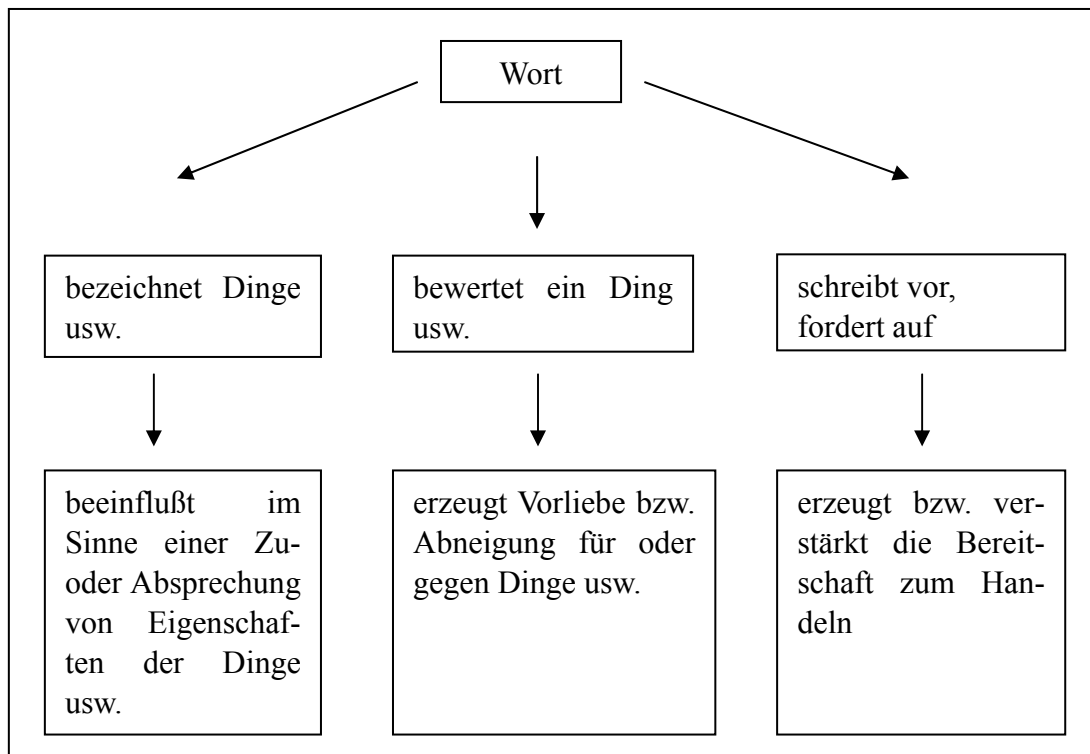 Wort
bezeichnet Dinge
usw.
bewertet ein Ding
usw.
schreibt vor,
fordert auf
beeinflußt im
Sinne einer Zu-
oder Absprechung
von Eigenschaf-
ten der Dinge
usw.
erzeugt Vorliebe bzw.
Abneigung für oder
gegen Dinge usw.
erzeugt bzw. ver-
stärkt die Bereit-
schaft zum Han-
deln